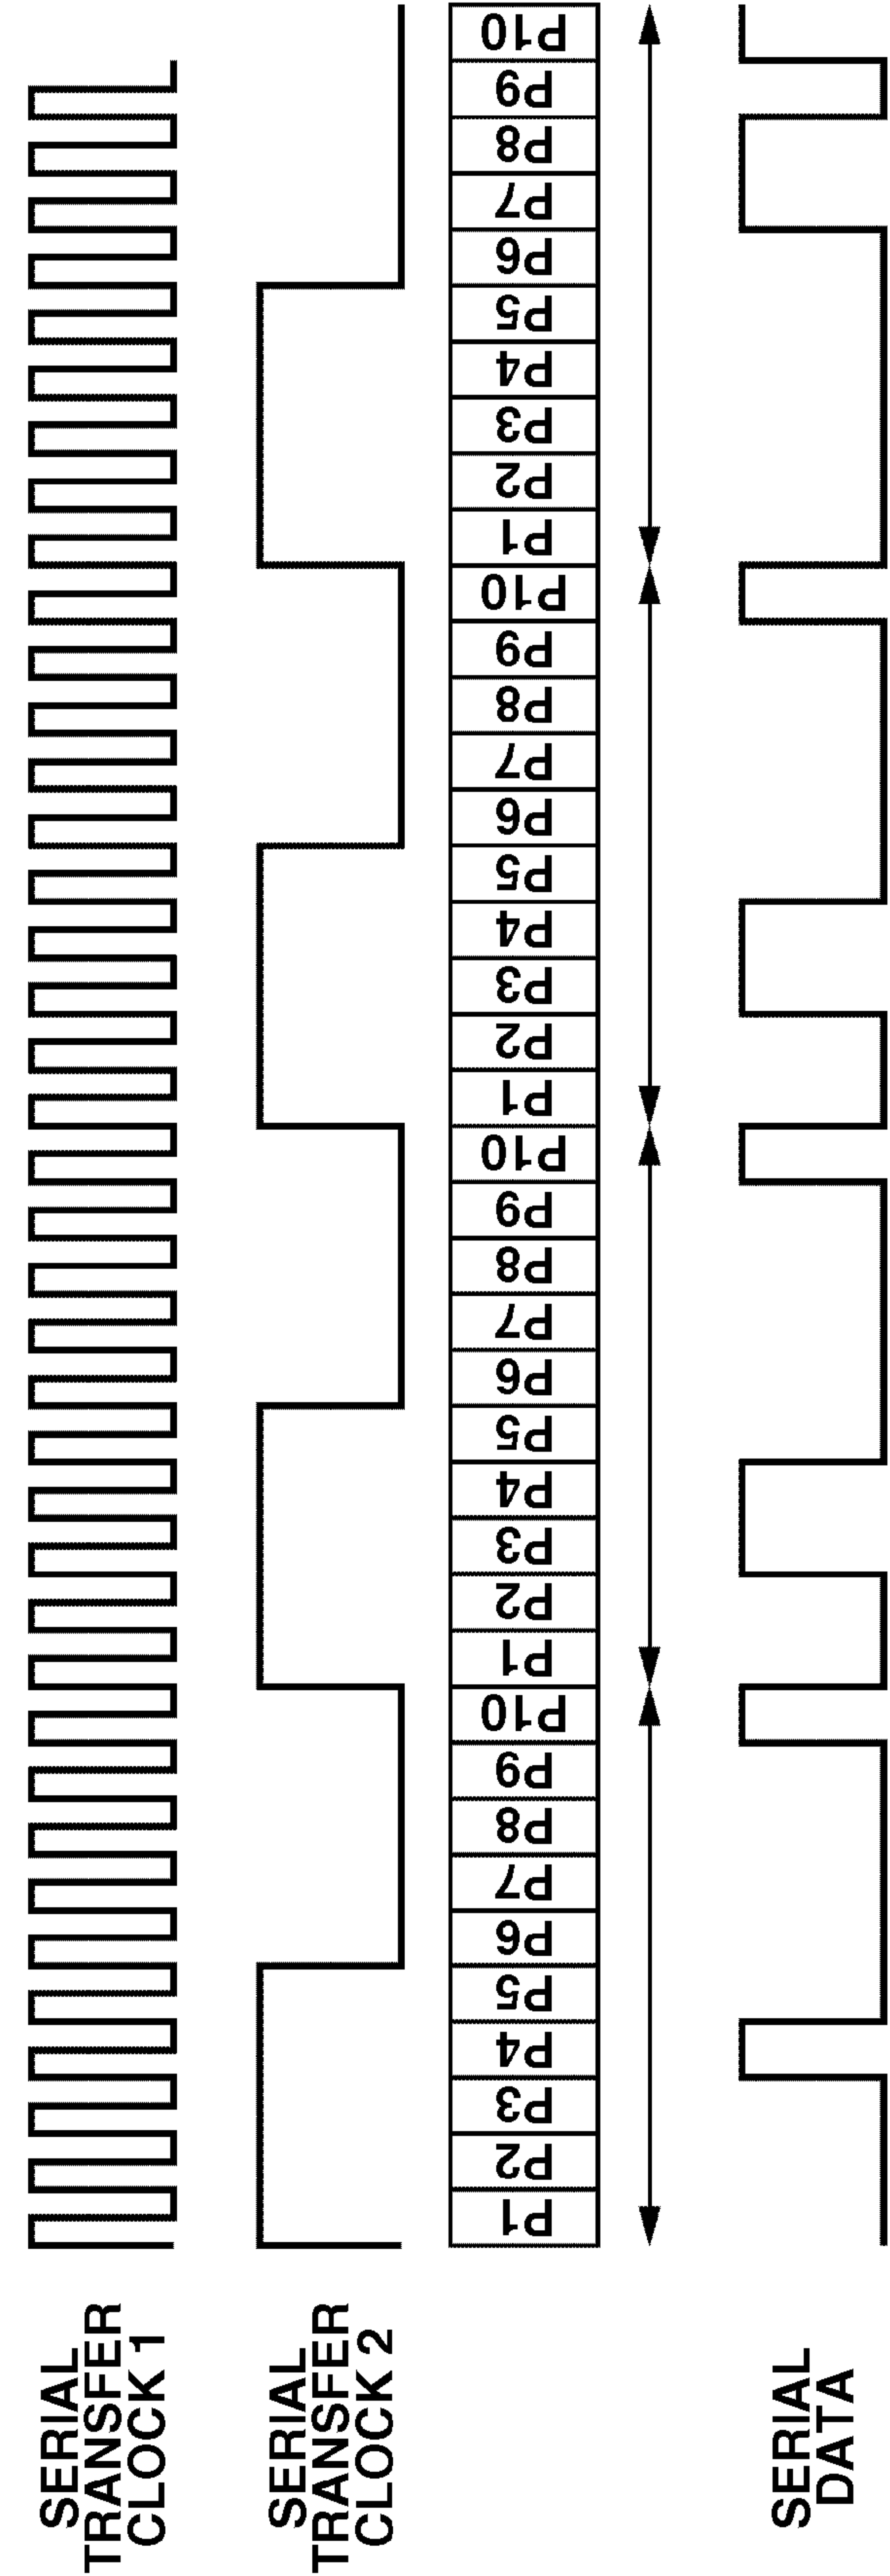 SERIAL
TRANSFER
CLOCK 1
SERIAL
TRANSFER
CLOCK 2
P1 P2 P3 P4 P5 P6 P7 P8 P9 P10 P1 P2 P3 P4 P5 P6 P7 P8 P9 P10 P1 P2 P3 P4 P5 P6 P7 P8 P9 P10 P1 P2 P3 P4 P5 P6 P7 P8 P9 P10
SERIAL
DATA